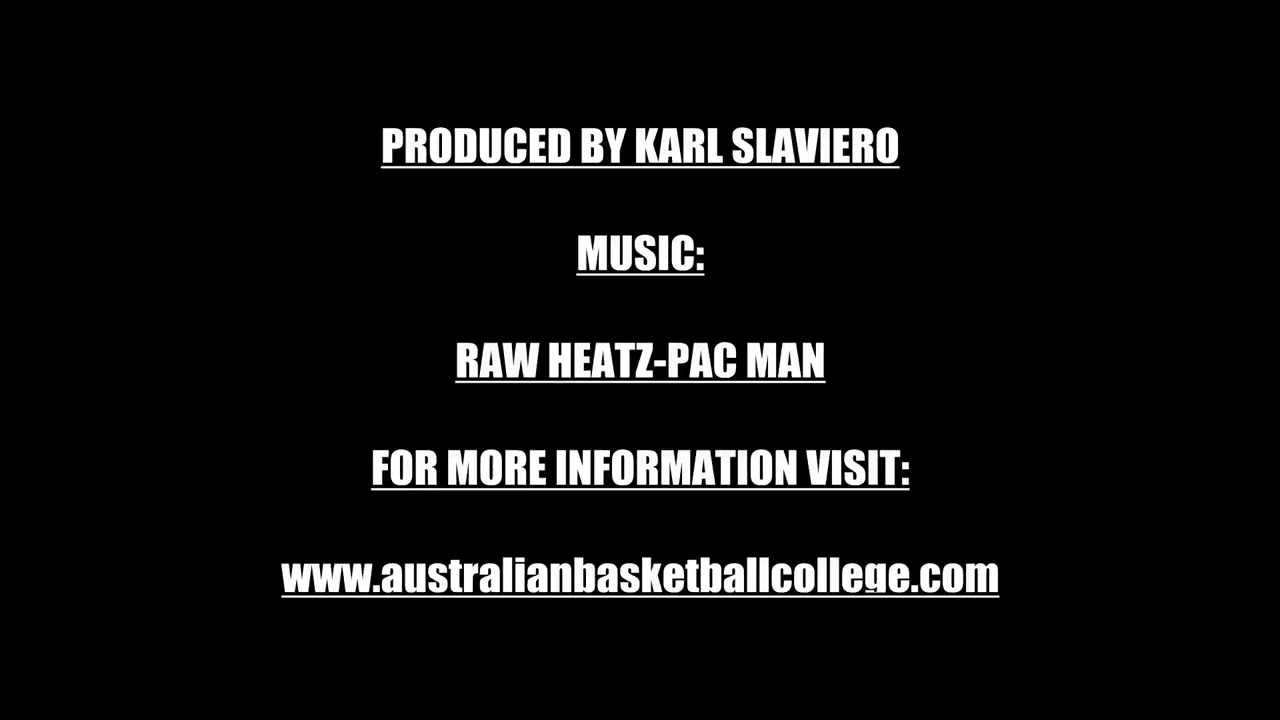 PRODUCED BY KARL SLAVIERO
MUSIC:
RAW HEATZ-PAC MAN
FOR MORE INFORMATION VISIT:
www.australianbasketballcollege.com